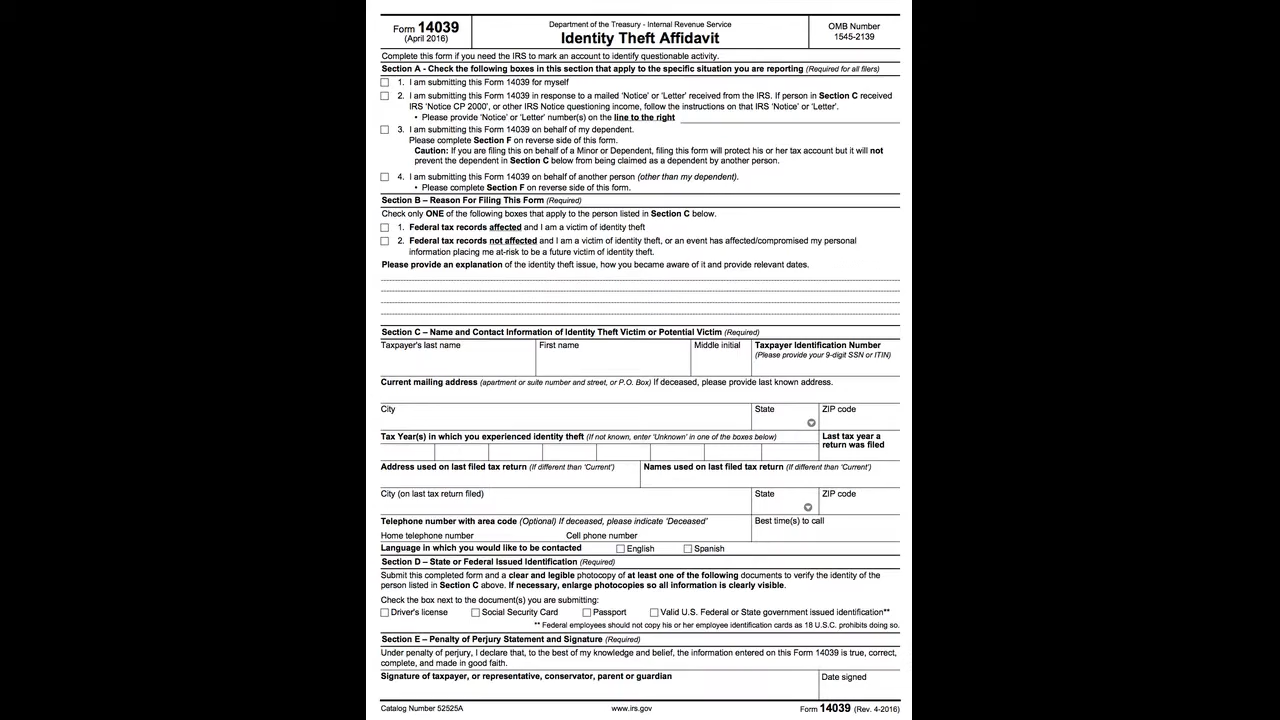 Form 14039
(April 2016)
Department of the Treasury - Internal Revenue Service
Identity Theft Affidavit
OMB Number
1545-2139
Complete this form if you need the IRS to mark an account to identify questionable activity.
Section A - Check the following boxes in this section that apply to the specific situation you are reporting (Required for all filers)
1. I am submitting this Form 14039 for myself
2. I am submitting this Form 14039 in response to a mailed 'Notice' or 'Letter' received from the IRS. If person in Section C received
IRS 'Notice CP 2000', or other IRS Notice questioning income, follow the instructions on that IRS 'Notice' or 'Letter'.
• Please provide 'Notice' or 'Letter' number(s) on the line to the right
3. I am submitting this Form 14039 on behalf of my dependent.
Please complete Section F on reverse side of this form.
Caution: If you are filing this on behalf of a Minor or Dependent, filing this form will protect his or her tax account but it will not
prevent the dependent in Section C below from being claimed as a dependent by another person.
4. I am submitting this Form 14039 on behalf of another person (other than my dependent).
• Please complete Section F on reverse side of this form.
Section B – Reason For Filing This Form (Required)
Check only ONE of the following boxes that apply to the person listed in Section C below.
1. Federal tax records affected and I am a victim of identity theft
2. Federal tax records not affected and I am a victim of identity theft, or an event has affected/compromised my personal
information placing me at-risk to be a future victim of identity theft.
Please provide an explanation of the identity theft issue, how you became aware of it and provide relevant dates.
Section C – Name and Contact Information of Identity Theft Victim or Potential Victim (Required)
Taxpayer's last name
First name
Middle initial
Taxpayer Identification Number
(Please provide your 9-digit SSN or ITIN)
Current mailing address (apartment or suite number and street, or P.O. Box) If deceased, please provide last known address.
City
State
ZIP code
Tax Year(s) in which you experienced identity theft (If not known, enter 'Unknown' in one of the boxes below)
Last tax year a
return was filed
Address used on last filed tax return (If different than 'Current')
Names used on last filed tax return (If different than 'Current')
City (on last tax return filed)
State
ZIP code
Telephone number with area code (Optional) If deceased, please indicate 'Deceased'
Best time(s) to call
Home telephone number
Cell phone number
Language in which you would like to be contacted
English
Spanish
Section D – State or Federal Issued Identification (Required)
Submit this completed form and a clear and legible photocopy of at least one of the following documents to verify the identity of the
person listed in Section C above. If necessary, enlarge photocopies so all information is clearly visible.
Check the box next to the document(s) you are submitting:
Driver's license
Social Security Card
Passport
Valid U.S. Federal or State government issued identification**
** Federal employees should not copy his or her employee identification cards as 18 U.S.C. prohibits doing so.
Section E – Penalty of Perjury Statement and Signature (Required)
Under penalty of perjury, I declare that, to the best of my knowledge and belief, the information entered on this Form 14039 is true, correct,
complete, and made in good faith.
Signature of taxpayer, or representative, conservator, parent or guardian
Date signed
Catalog Number 52525A
www.irs.gov
Form 14039 (Rev. 4-2016)